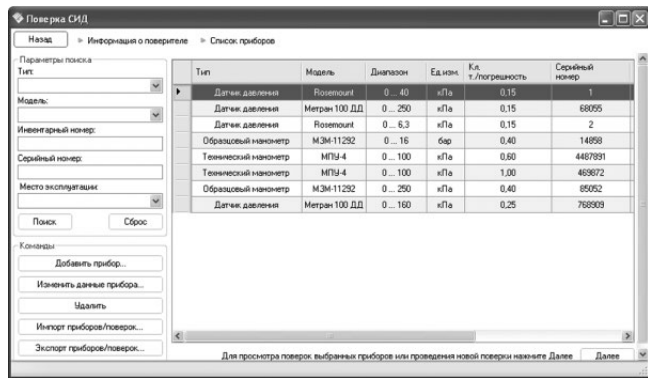 Поверка СИД
Назад » Информация о поверителе » Список приборов
Параметры поиска
Тип:
Модель:
Инвентарный номер:
Серийный номер:
Место эксплуатации:
Поиск Сброс
Команды
Добавить прибор...
Изменить данные прибора...
Удалить
Импорт приборов/поверок...
Экспорт приборов/поверок...
Тип Модель Диапазон Ед.изм. Кл. т./погрешность Серийный номер
Датчик давления Rosemount 0 ... 40 кПа 0,15 1
Датчик давления Метран 100 ДД 0 ... 250 кПа 0,15 68055
Датчик давления Rosemount 0 ... 6,3 кПа 0,15 2
Образцовый манометр МЗМ-11292 0 ... 16 бар 0,40 14858
Технический манометр МПУ-4 0 ... 100 кПа 0,60 4487891
Технический манометр МПУ-4 0 ... 100 кПа 1,00 469872
Образцовый манометр МЗМ-11292 0 ... 250 кПа 0,40 85052
Датчик давления Метран 100 ДД 0 ... 160 кПа 0,25 768909
Для просмотра поверок выбранных приборов или проведения новой поверки нажмите Далее Далее